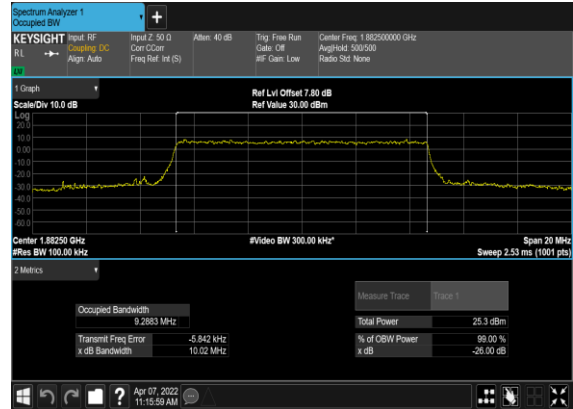 Spectrum Analyzer 1
Occupied BW
KEYSIGHT
RL
Input: RF
Coupling: DC
Align: Auto
Input Z: 50 Ω
Corr CCorr
Freq Ref: Int (S)
Atten: 40 dB
Trig: Free Run
Gate: Off
#IF Gain: Low
Center Freq: 1.882500000 GHz
Avg|Hold: 500/500
Radio Std: None
LM
1 Graph
Scale/Div 10.0 dB
Ref Lvl Offset 7.80 dB
Ref Value 30.00 dBm
Log
20.0
10.0
0.00
-10.0
-20.0
-30.0
-40.0
-50.0
-60.0
Center 1.88250 GHz
#Res BW 100.00 kHz
#Video BW 300.00 kHz*
Span 20 MHz
Sweep 2.53 ms (1001 pts)
2 Metrics
Measure Trace
Trace 1
Occupied Bandwidth
9.2883 MHz
Total Power
25.3 dBm
Transmit Freq Error
-5.842 kHz
% of OBW Power
99.00 %
x dB Bandwidth
10.02 MHz
x dB
-26.00 dB
?
Apr 07, 2022
11:15:59 AM